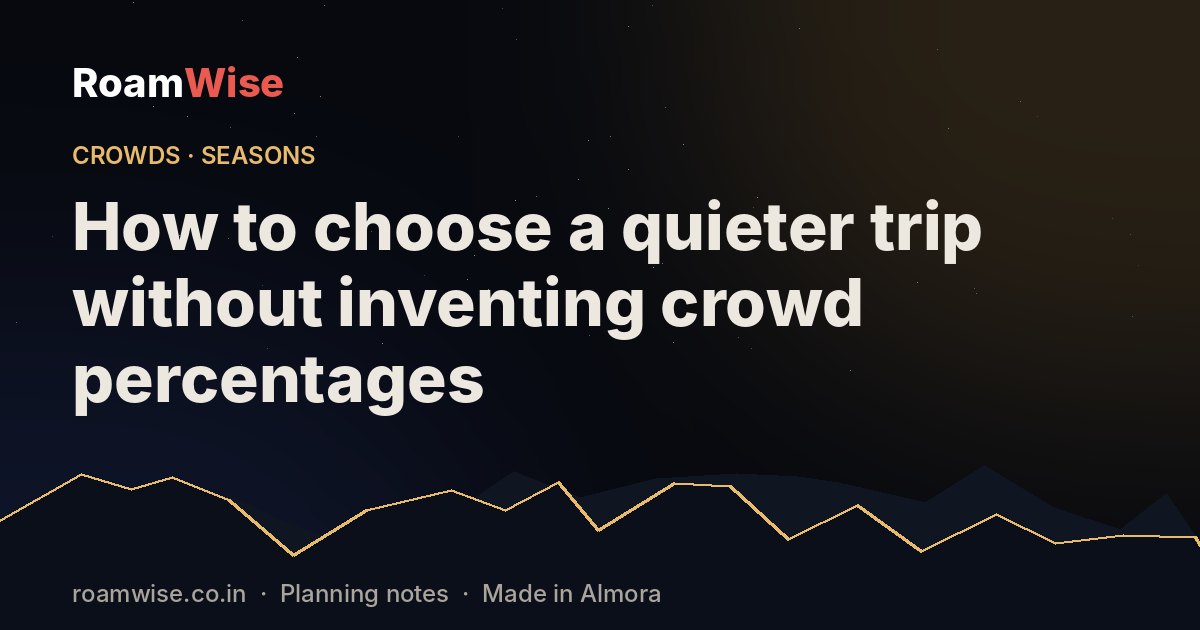 RoamWise
CROWDS · SEASONS
How to choose a quieter trip
without inventing crowd
percentages
roamwise.co.in · Planning notes · Made in Almora